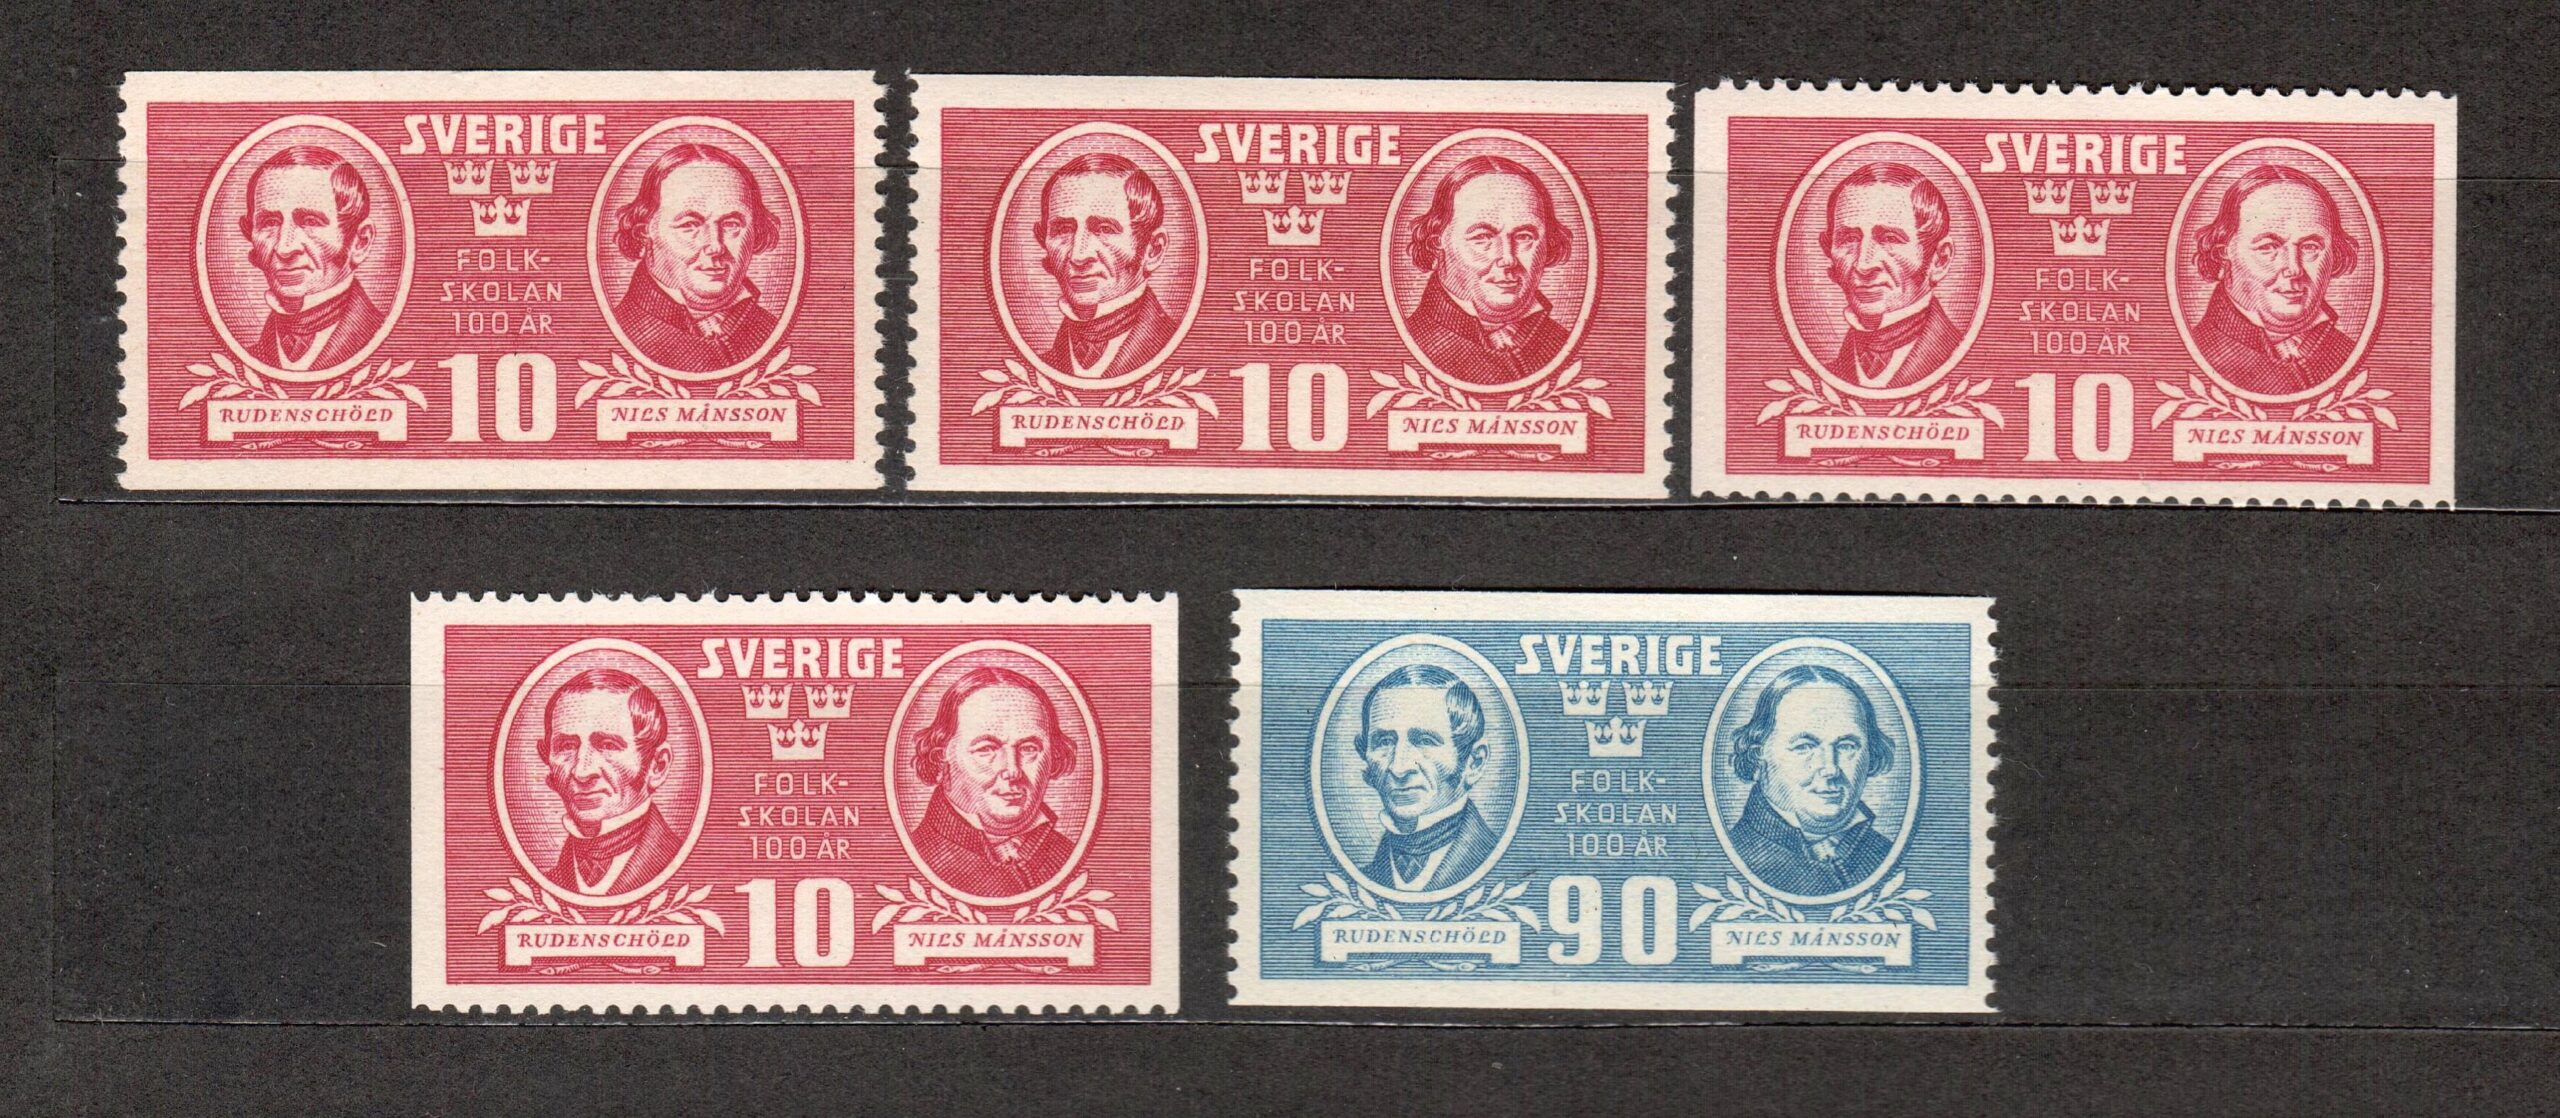 SVERIGE
FOLK-
SKOLAN
100 ÅR
10
RUDENSCHÖLD
NILS MÅNSSON
SVERIGE
FOLK-
SKOLAN
100 ÅR
10
RUDENSCHÖLD
NILS MÅNSSON
SVERIGE
FOLK-
SKOLAN
100 ÅR
10
RUDENSCHÖLD
NILS MÅNSSON
SVERIGE
FOLK-
SKOLAN
100 ÅR
10
RUDENSCHÖLD
NILS MÅNSSON
SVERIGE
FOLK-
SKOLAN
100 ÅR
90
RUDENSCHÖLD
NILS MÅNSSON